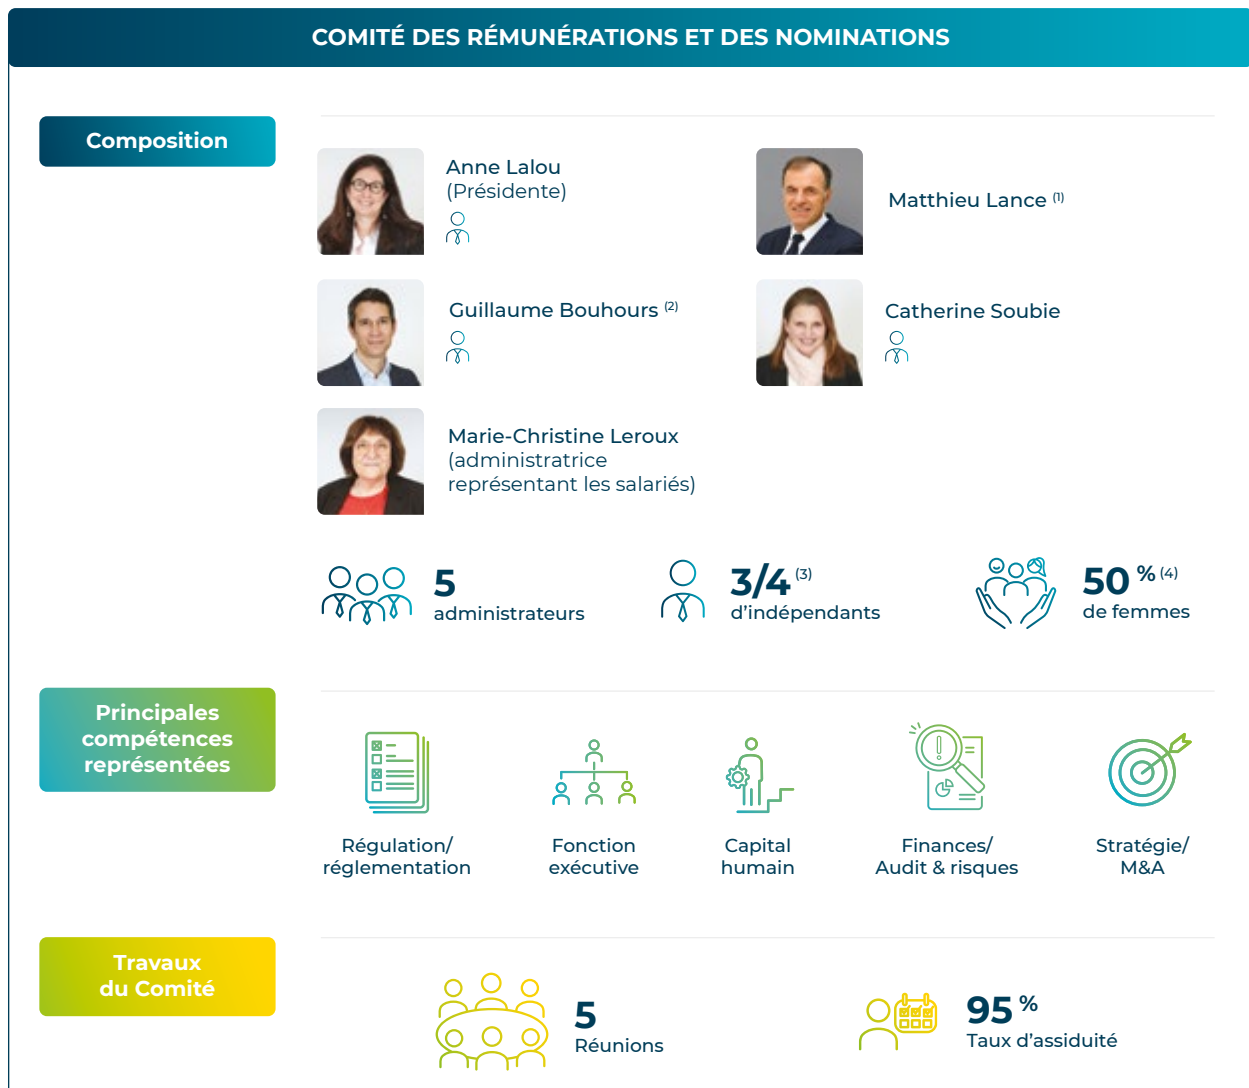 COMITÉ DES RÉMUNÉRATIONS ET DES NOMINATIONS
Composition
Anne Lalou
(Présidente)
Matthieu Lance (1)
Guillaume Bouhours (2)
Catherine Soubie
Marie-Christine Leroux
(administratrice
représentant les salariés)
5
administrateurs
3/4 (3)
d'indépendants
50 % (4)
de femmes
Principales
compétences
représentées
Régulation/
réglementation
Fonction
exécutive
Capital
humain
Finances/
Audit & risques
Stratégie/
M&A
Travaux
du Comité
5
Réunions
95 %
Taux d'assiduité